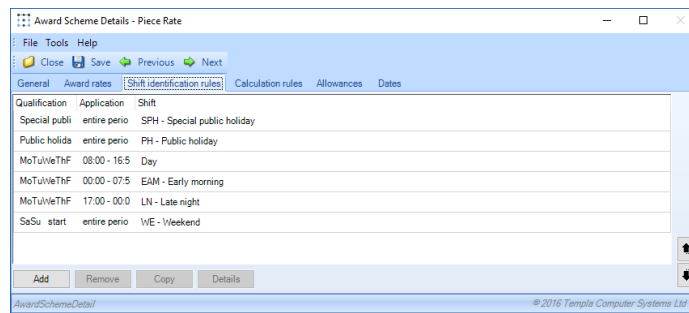 Award Scheme Details - Piece Rate
File Tools Help
Close Save Previous Next
General Award rates Shift identification rules Calculation rules Allowances Dates
Qualification Application Shift
Special publi entire perio SPH - Special public holiday
Public holida entire perio PH - Public holiday
MoTuWeThF 08:00 - 16:5 Day
MoTuWeThF 00:00 - 07:5 EAM - Early morning
MoTuWeThF 17:00 - 00:0 LN - Late night
SaSu start entire perio WE - Weekend
Add Remove Copy Details
AwardSchemeDetail © 2016 Templa Computer Systems Ltd